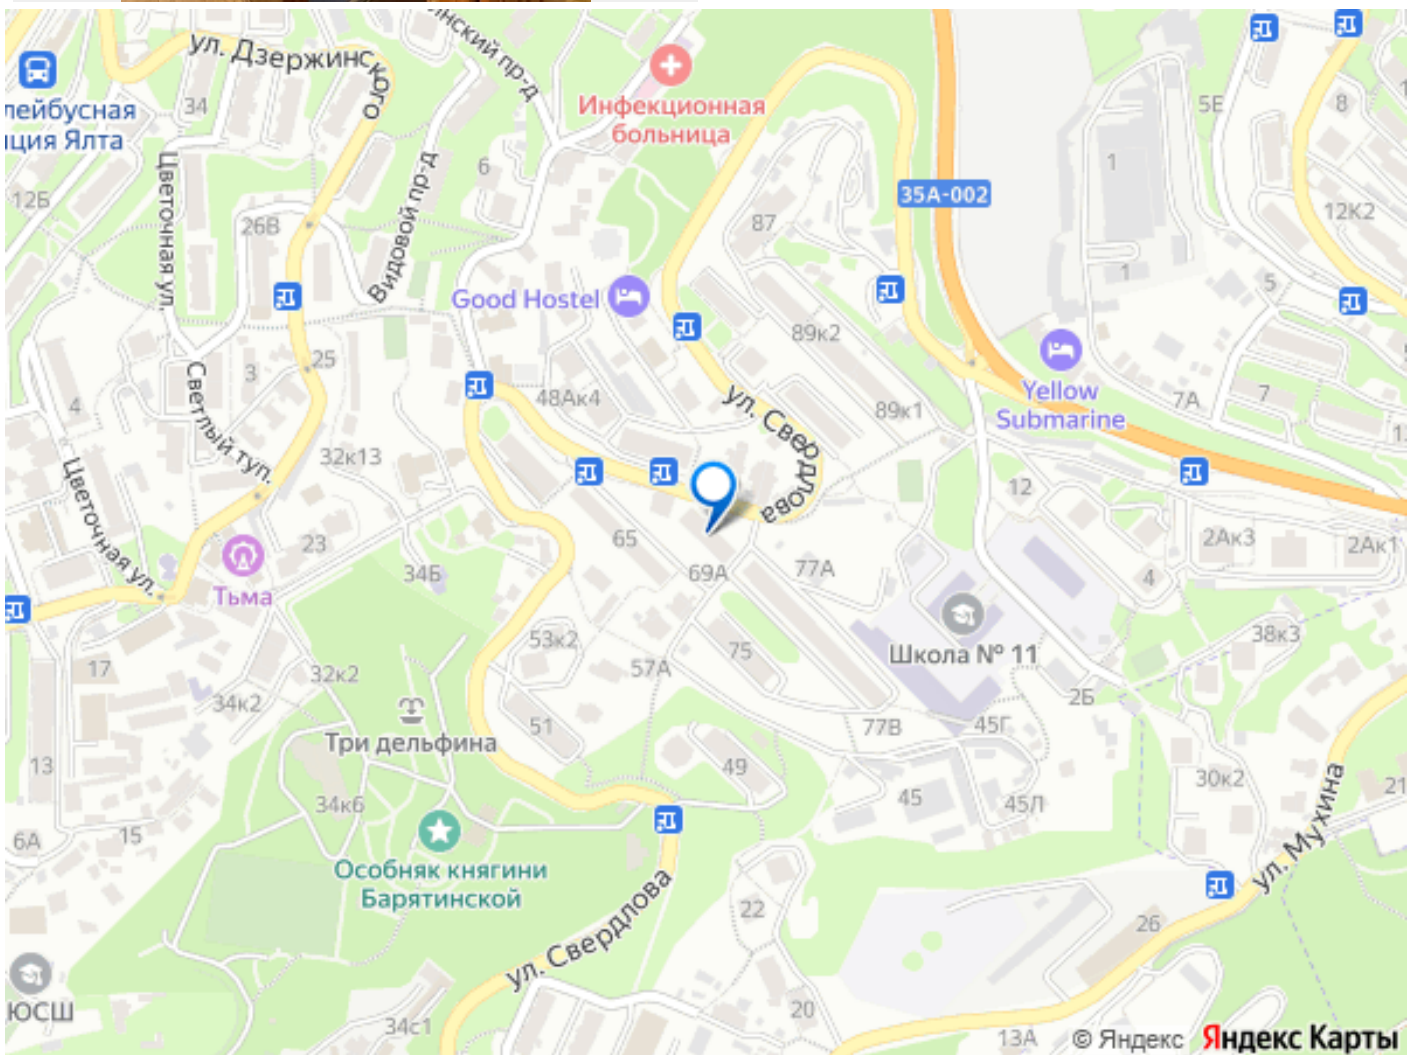 ул. Дзержинского
нский пр-д
Инфекционная
больница
лейбусная
ция Ялта
34
12Б
Цветочная ул.
26В
Видовой пр-д
6
87
35А-002
5Е
8
1
12К2
1
5
Good Hostel
89к2
Yellow
Submarine
25
3
4
Светлый туп.
48Ак4
ул. Свердлова
89к1
7А
7
32к13
Цветочная ул.
12
2Ак3
2Ак1
23
Тьма
34Б
65
69А
77А
4
Школа № 11
38к3
53к2
75
57А
17
32к2
34к2
2Б
51
77В
45Г
Три дельфина
49
13
30к2
21
34к6
45
45Л
15
6А
ул. Мухина
Особняк княгини
Барятинской
22
26
ул. Свердлова
ЮСШ
34с1
20
13А
© Яндекс Яндекс Карты